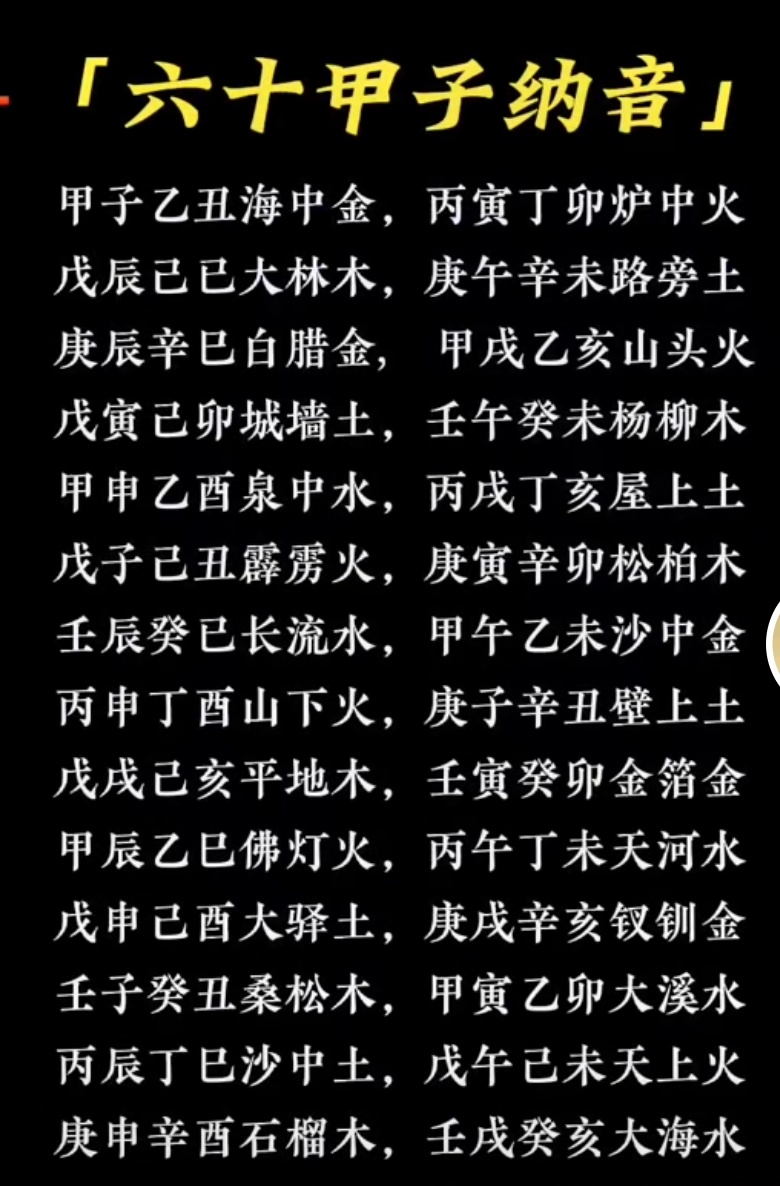 「六十甲子纳音」
甲子乙丑海中金，丙寅丁卯炉中火
戊辰己巳大林木，庚午辛未路旁土
庚辰辛巳白腊金，甲戌乙亥山头火
戊寅己卯城墙土，壬午癸未杨柳木
甲申乙酉泉中水，丙戌丁亥屋上土
戊子己丑霹雳火，庚寅辛卯松柏木
壬辰癸巳长流水，甲午乙未沙中金
丙申丁酉山下火，庚子辛丑壁上土
戊戌己亥平地木，壬寅癸卯金箔金
甲辰乙巳佛灯火，丙午丁未天河水
戊申己酉大驿土，庚戌辛亥钗钏金
壬子癸丑桑松木，甲寅乙卯大溪水
丙辰丁巳沙中土，戊午己未天上火
庚申辛酉石榴木，壬戌癸亥大海水